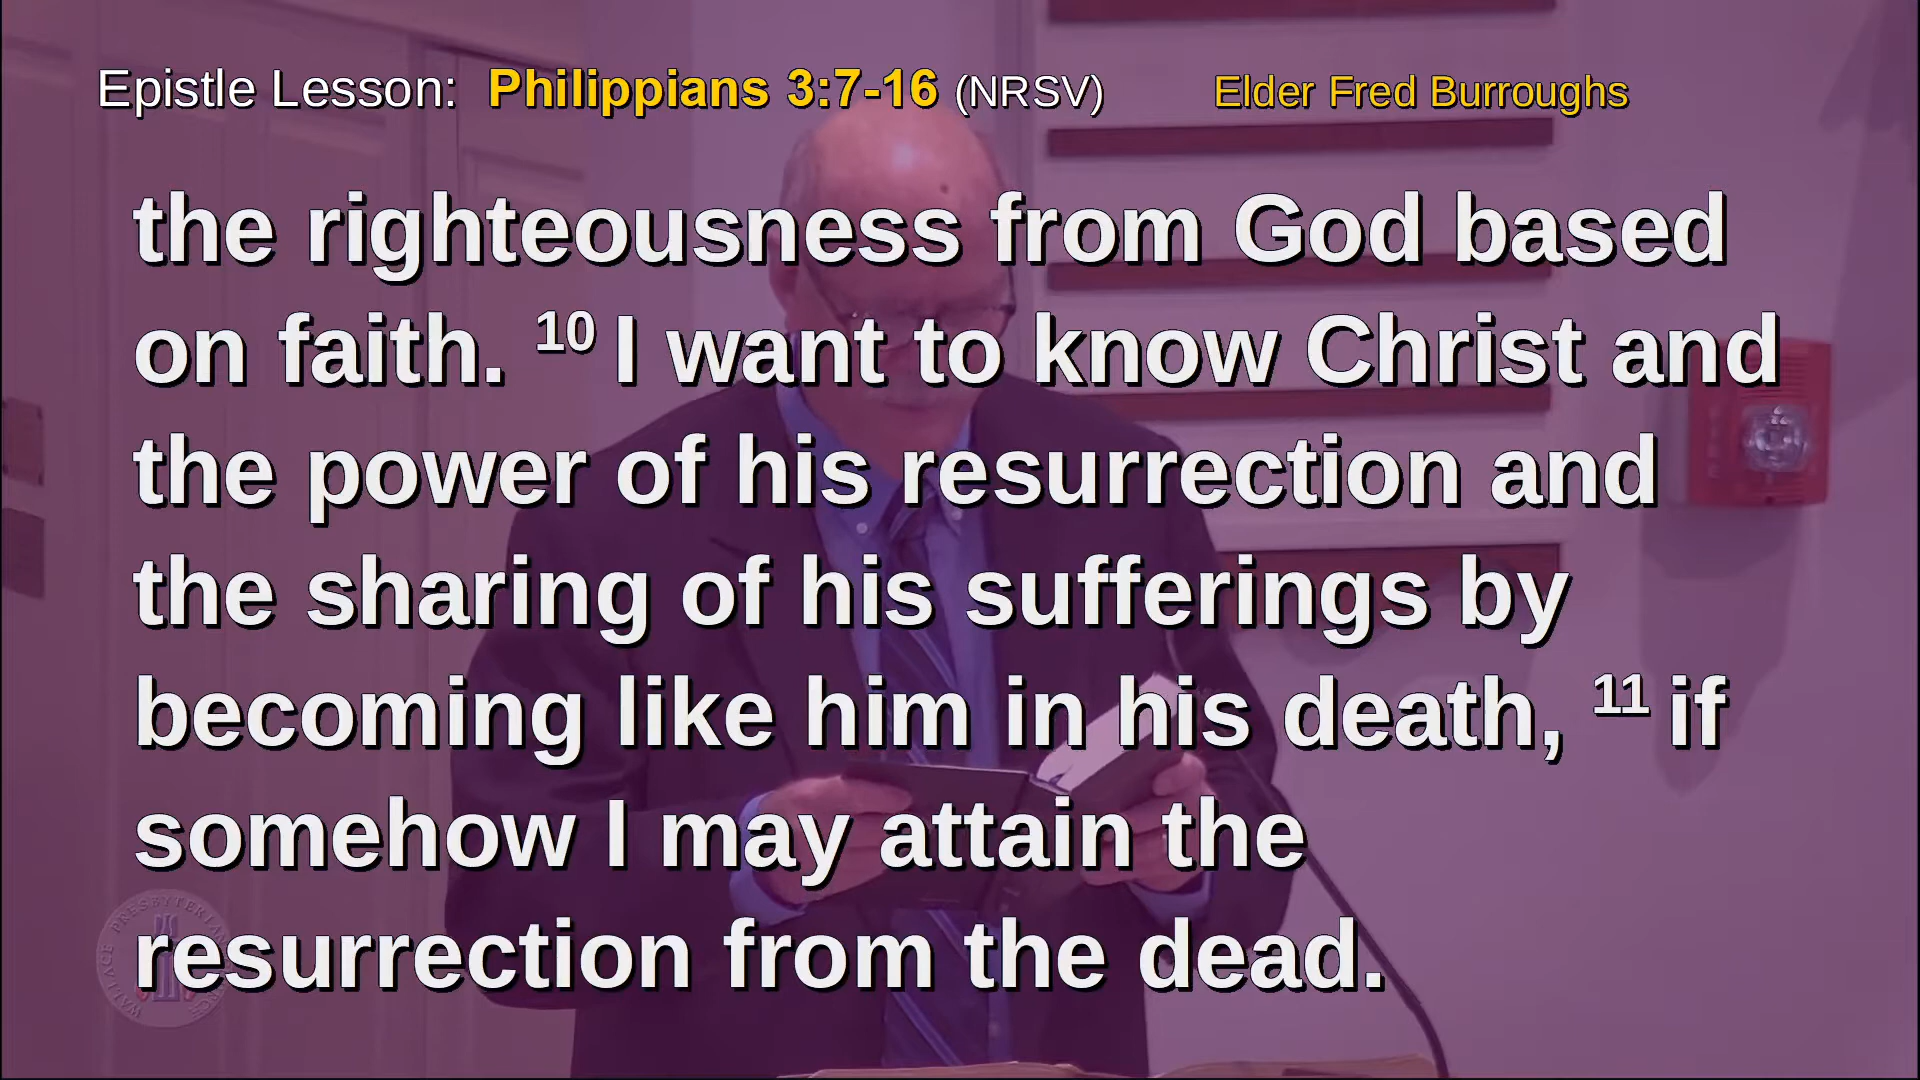 Epistle Lesson: Philippians 3:7-16 (NRSV) Elder Fred Burroughs
the righteousness from God based
on faith. 10 I want to know Christ and
the power of his resurrection and
the sharing of his sufferings by
becoming like him in his death, 11 if
somehow I may attain the
resurrection from the dead.
WALLACE PRESBYTERIAN